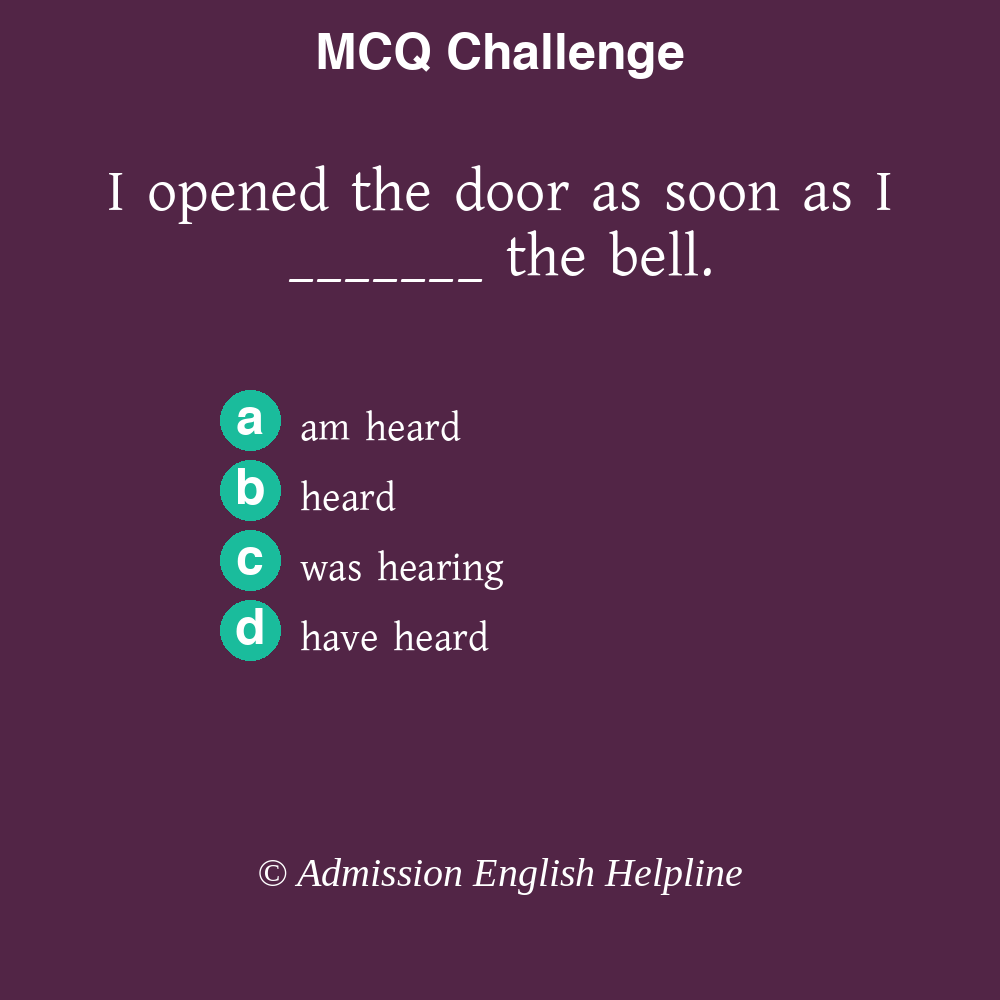 MCQ Challenge
I opened the door as soon as I
_______ the bell.
a am heard
b heard
c was hearing
d have heard
© Admission English Helpline